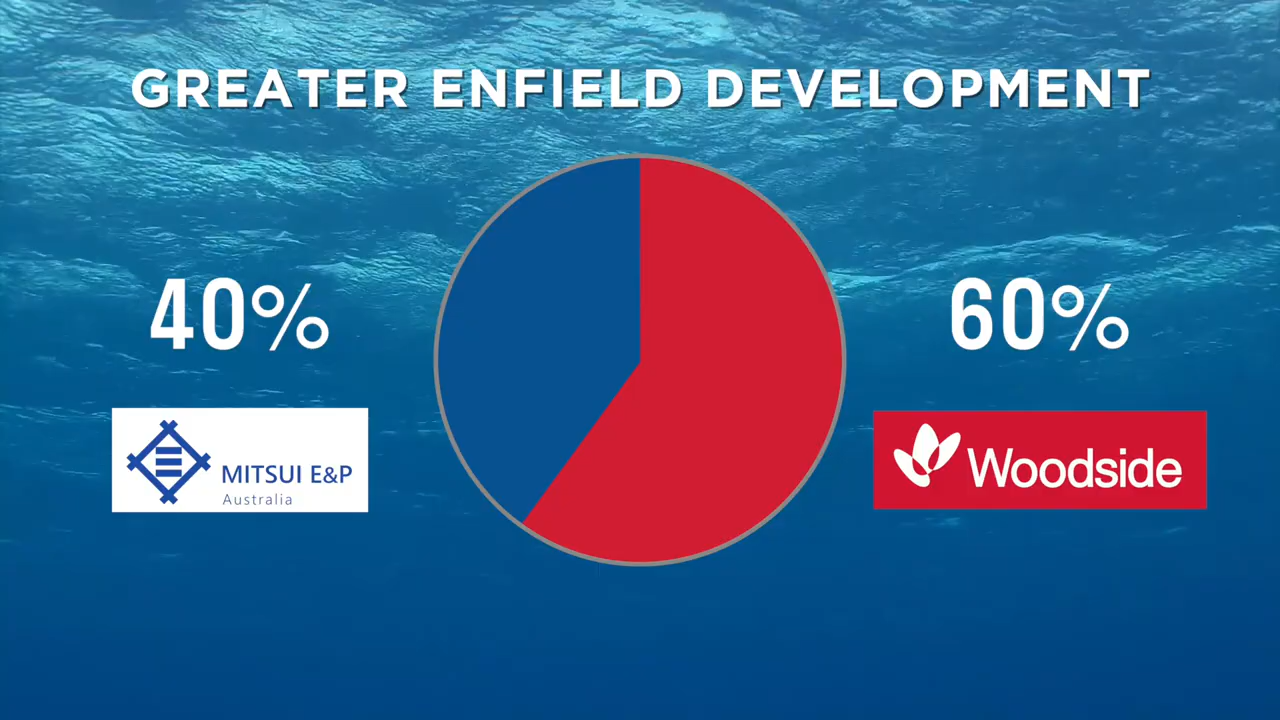 GREATER ENFIELD DEVELOPMENT
40%
60%
MITSUI E&P
Australia
Woodside